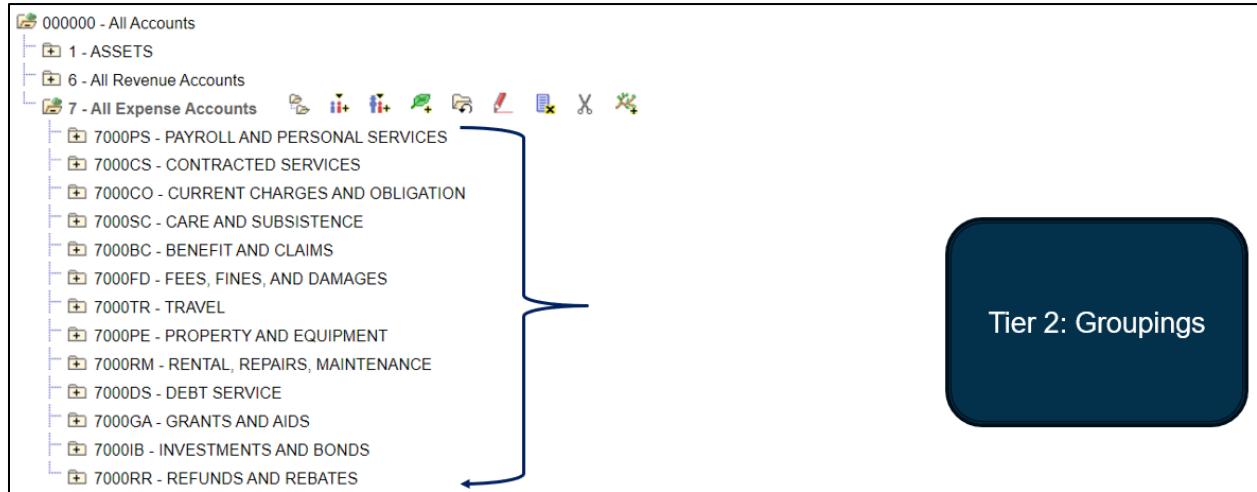 000000 - All Accounts
1 - ASSETS
6 - All Revenue Accounts
7 - All Expense Accounts
7000PS - PAYROLL AND PERSONAL SERVICES
7000CS - CONTRACTED SERVICES
7000CO - CURRENT CHARGES AND OBLIGATION
7000SC - CARE AND SUBSISTENCE
7000BC - BENEFIT AND CLAIMS
7000FD - FEES, FINES, AND DAMAGES
7000TR - TRAVEL
7000PE - PROPERTY AND EQUIPMENT
7000RM - RENTAL, REPAIRS, MAINTENANCE
7000DS - DEBT SERVICE
7000GA - GRANTS AND AIDS
7000IB - INVESTMENTS AND BONDS
7000RR - REFUNDS AND REBATES
Tier 2: Groupings